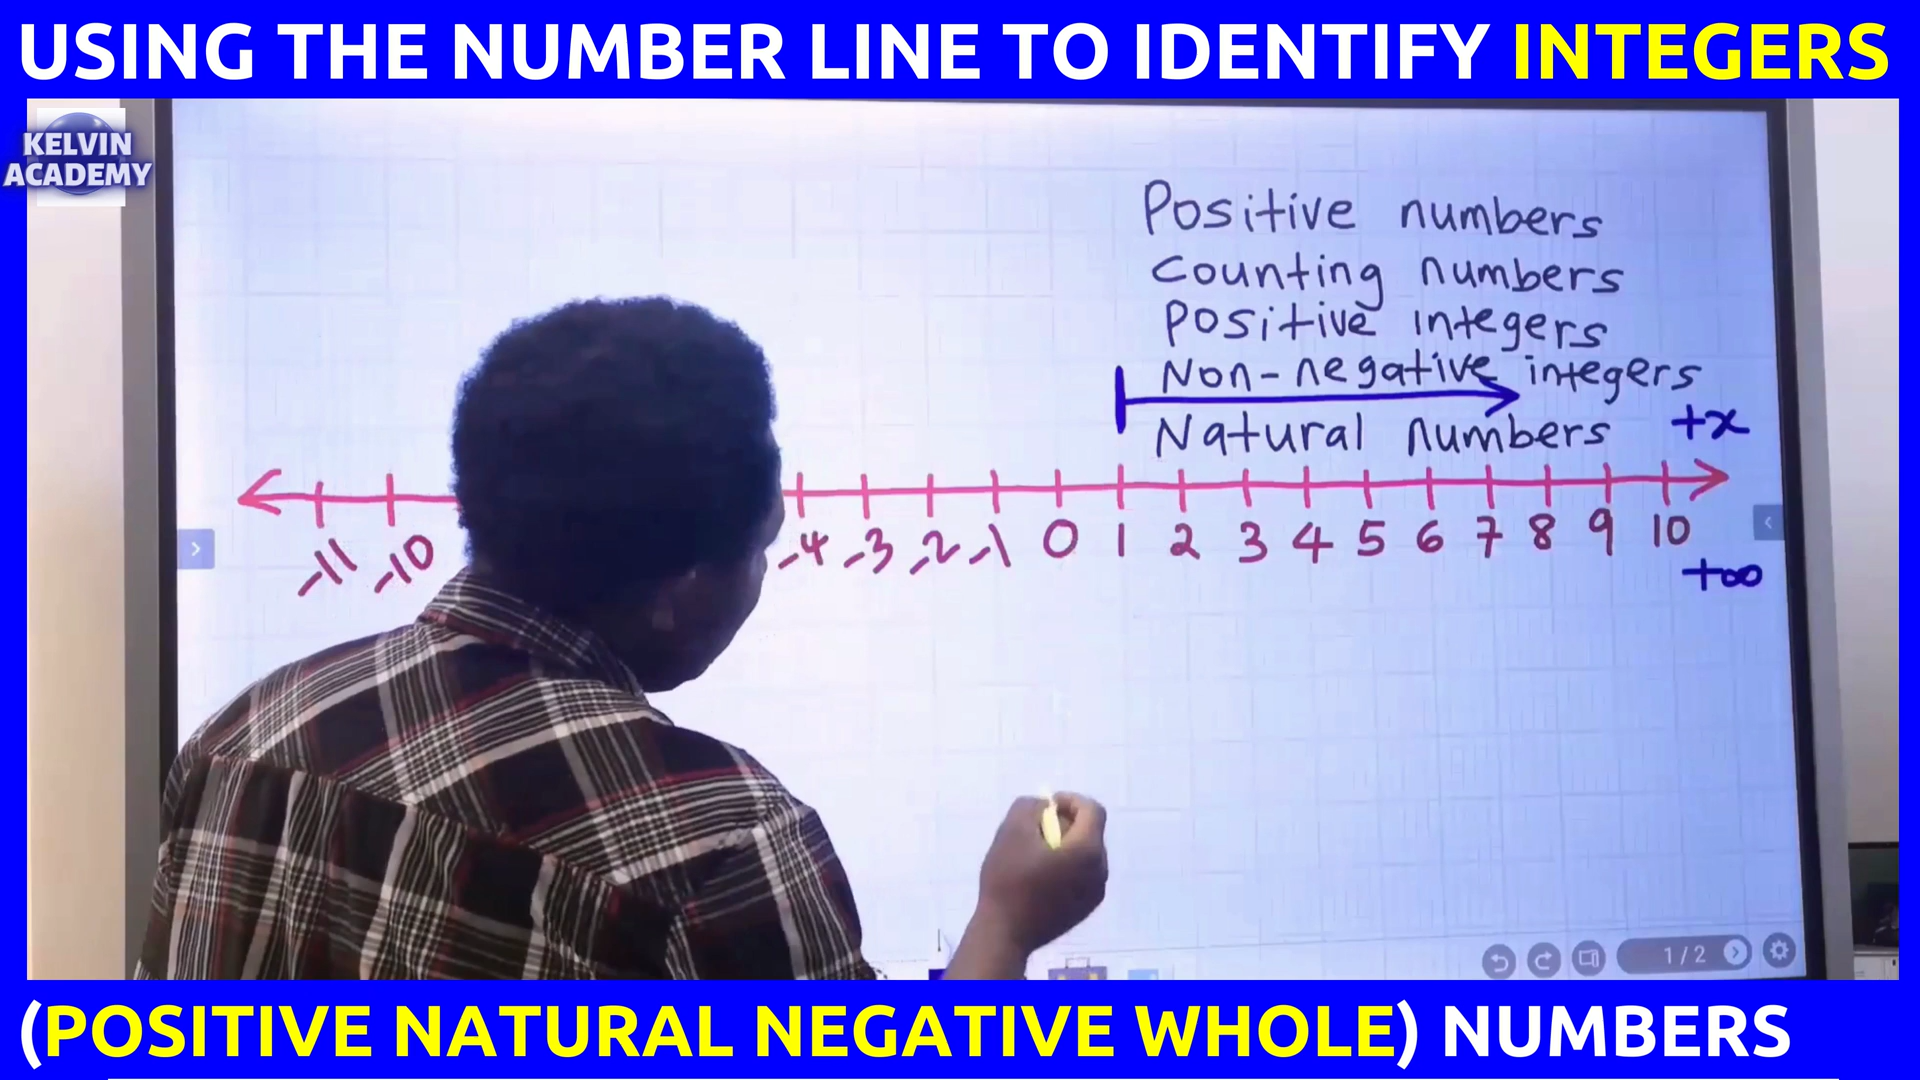 USING THE NUMBER LINE TO IDENTIFY INTEGERS
KELVIN
ACADEMY
Positive numbers
Counting numbers
Positive integers
Non-negative integers
Natural numbers +x
-11 -10 -4 -3 -2 -1 0 1 2 3 4 5 6 7 8 9 10
+∞
1/2
(POSITIVE NATURAL NEGATIVE WHOLE) NUMBERS